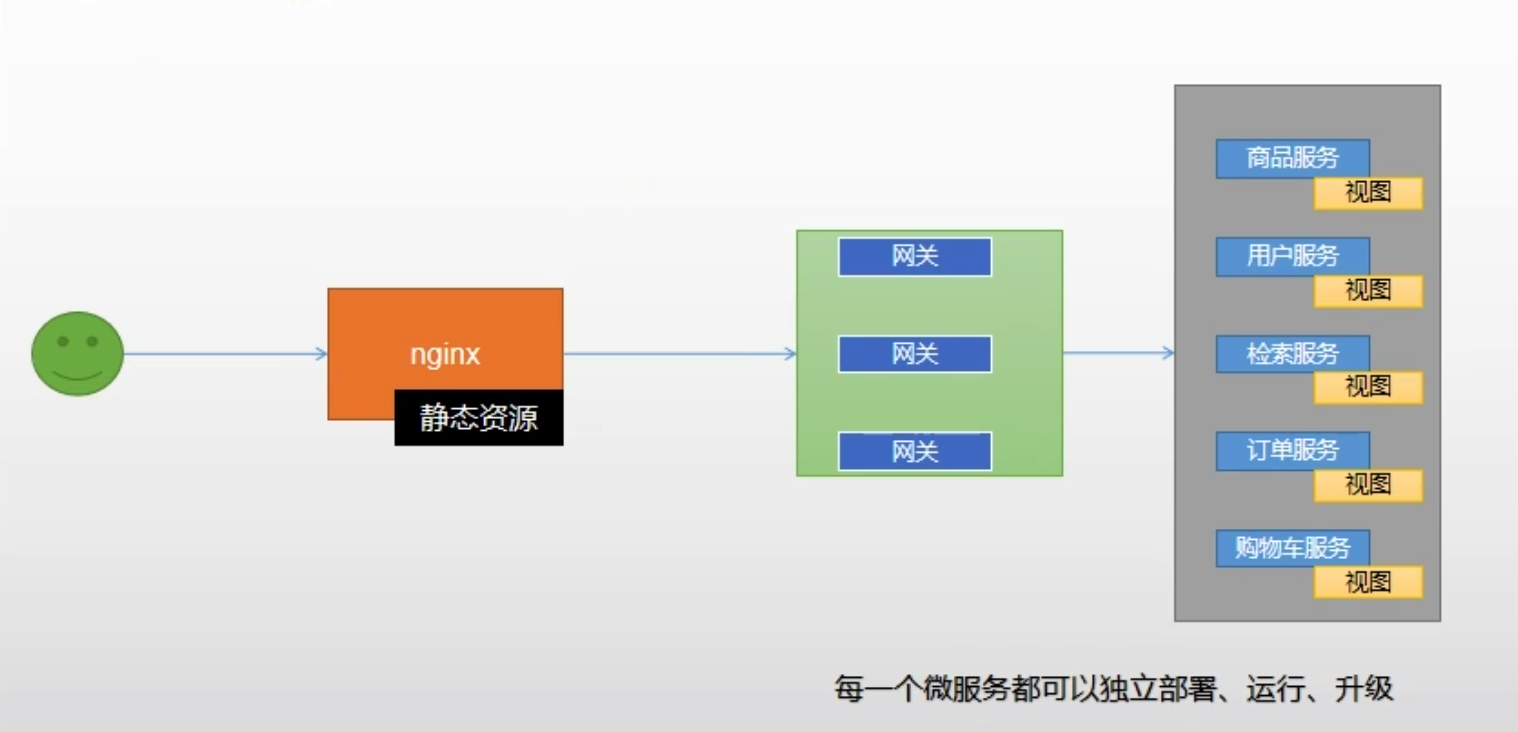 nginx
静态资源
网关
网关
网关
商品服务
视图
用户服务
视图
检索服务
视图
订单服务
视图
购物车服务
视图
每一个微服务都可以独立部署、运行、升级